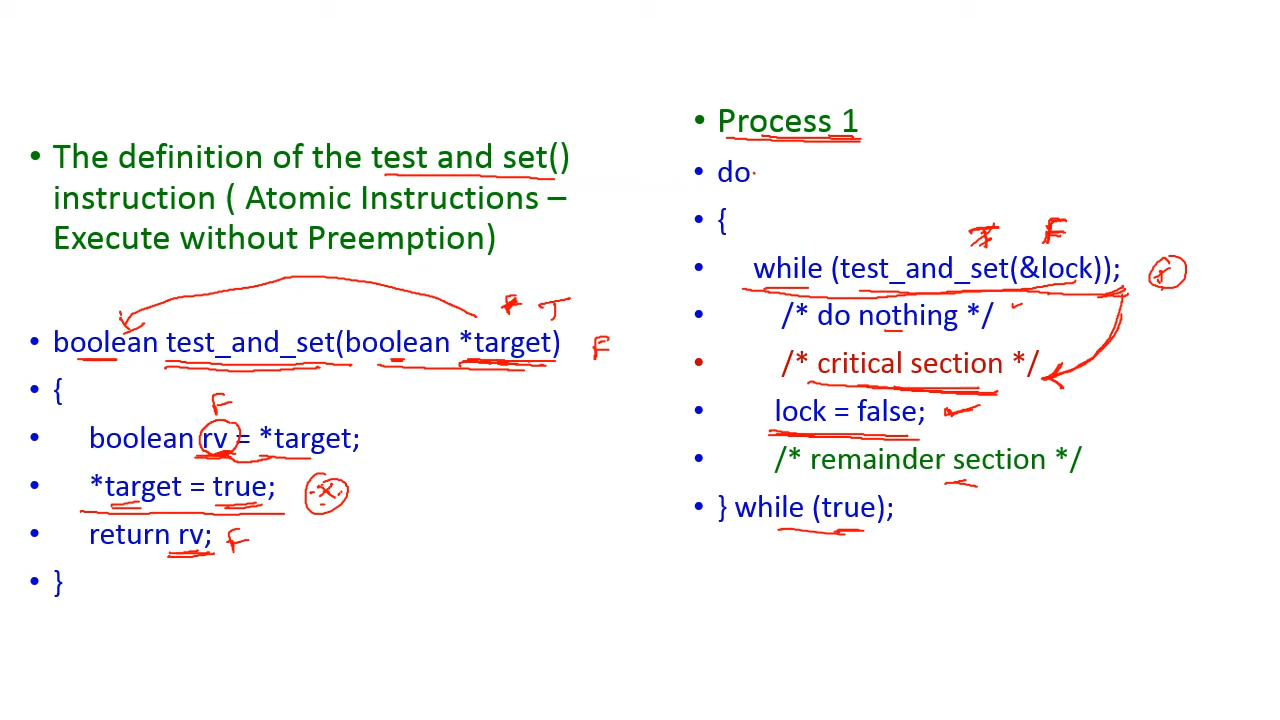 • The definition of the test and set()
instruction ( Atomic Instructions –
Execute without Preemption)
F T
• boolean test_and_set(boolean *target) F
• {
F
• boolean rv = *target;
• *target = true; x
• return rv; F
• }
• Process 1
• do
• {
F
• while (test_and_set(&lock));
• /* do nothing */
• /* critical section */
• lock = false;
• /* remainder section */
• } while (true);